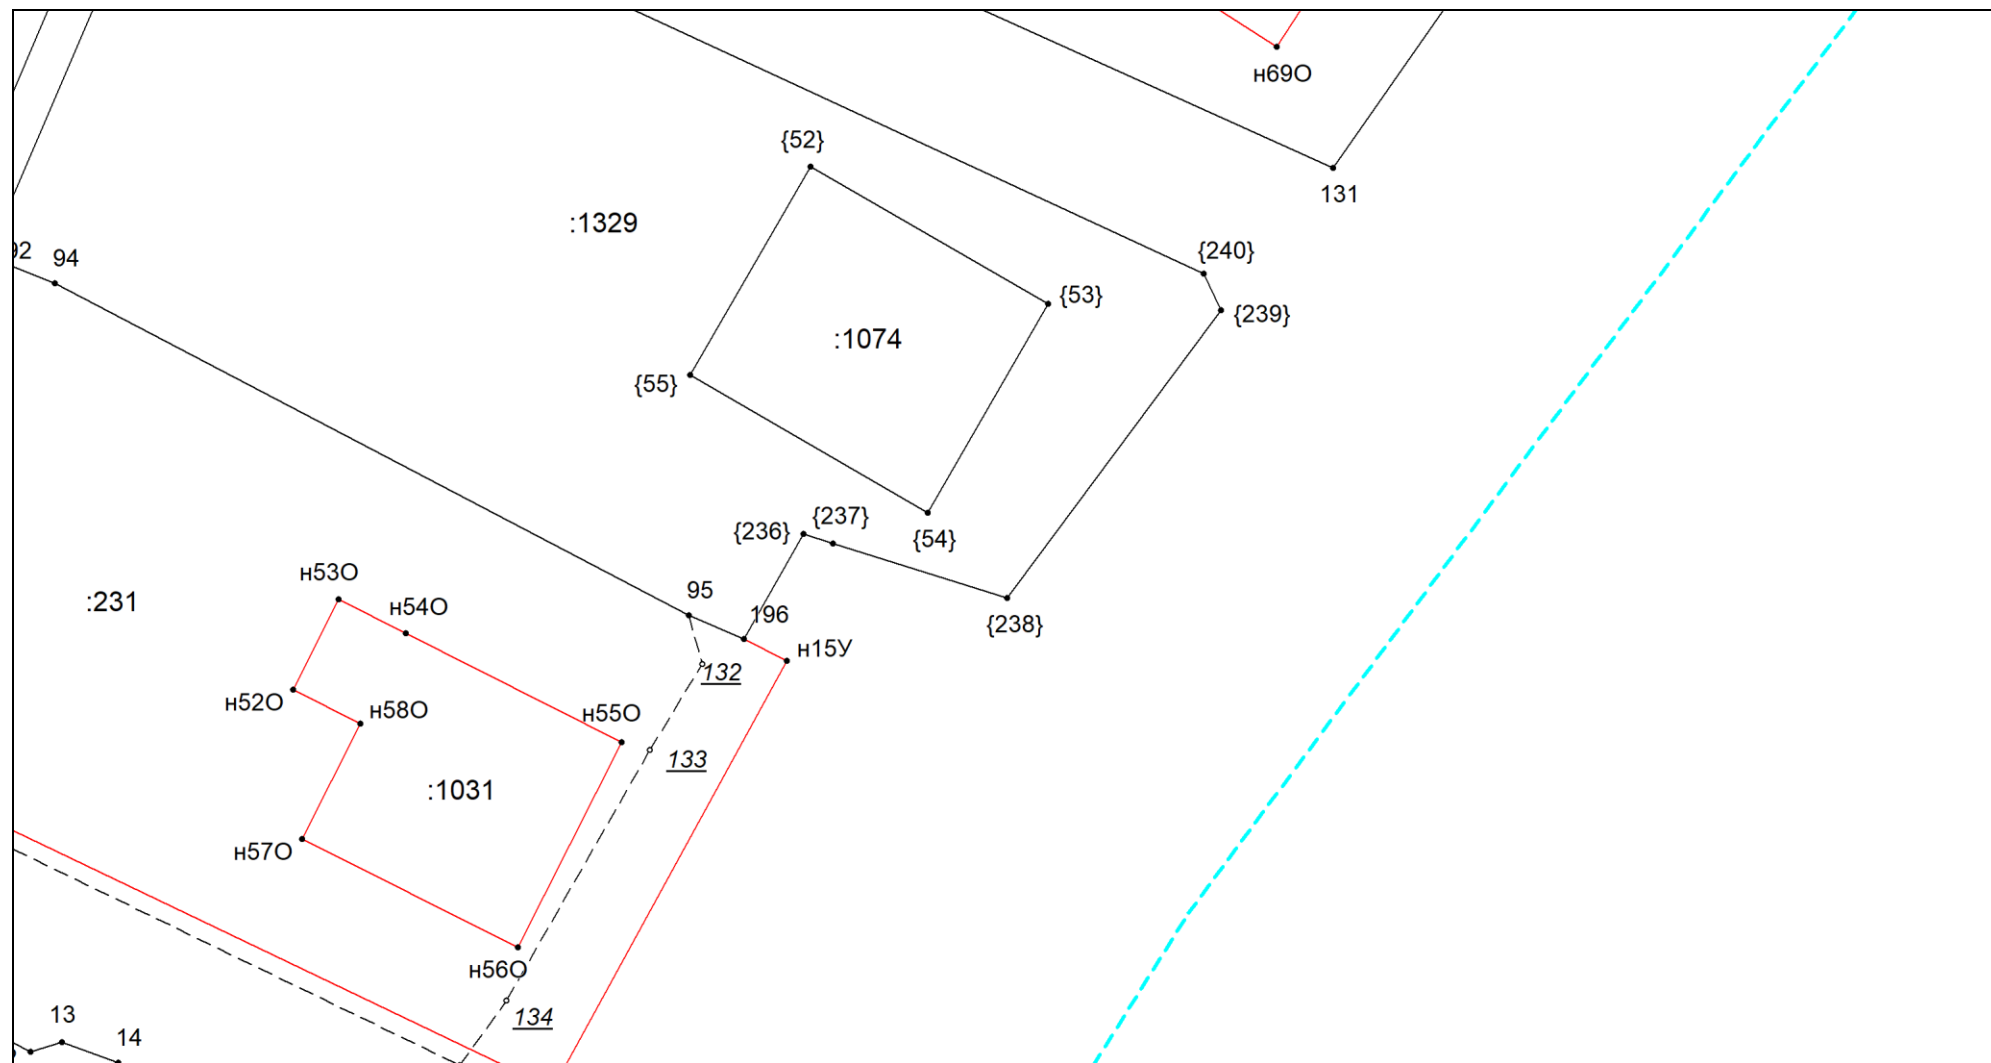 н69О
{52}
131
:1329
{240}
92
94
{53}
{239}
:1074
{55}
{237}
{236}
{54}
н53О
95
:231
н54О
196
{238}
н15У
132
н52О
н58О
н55О
133
:1031
н57О
н56О
13
134
14